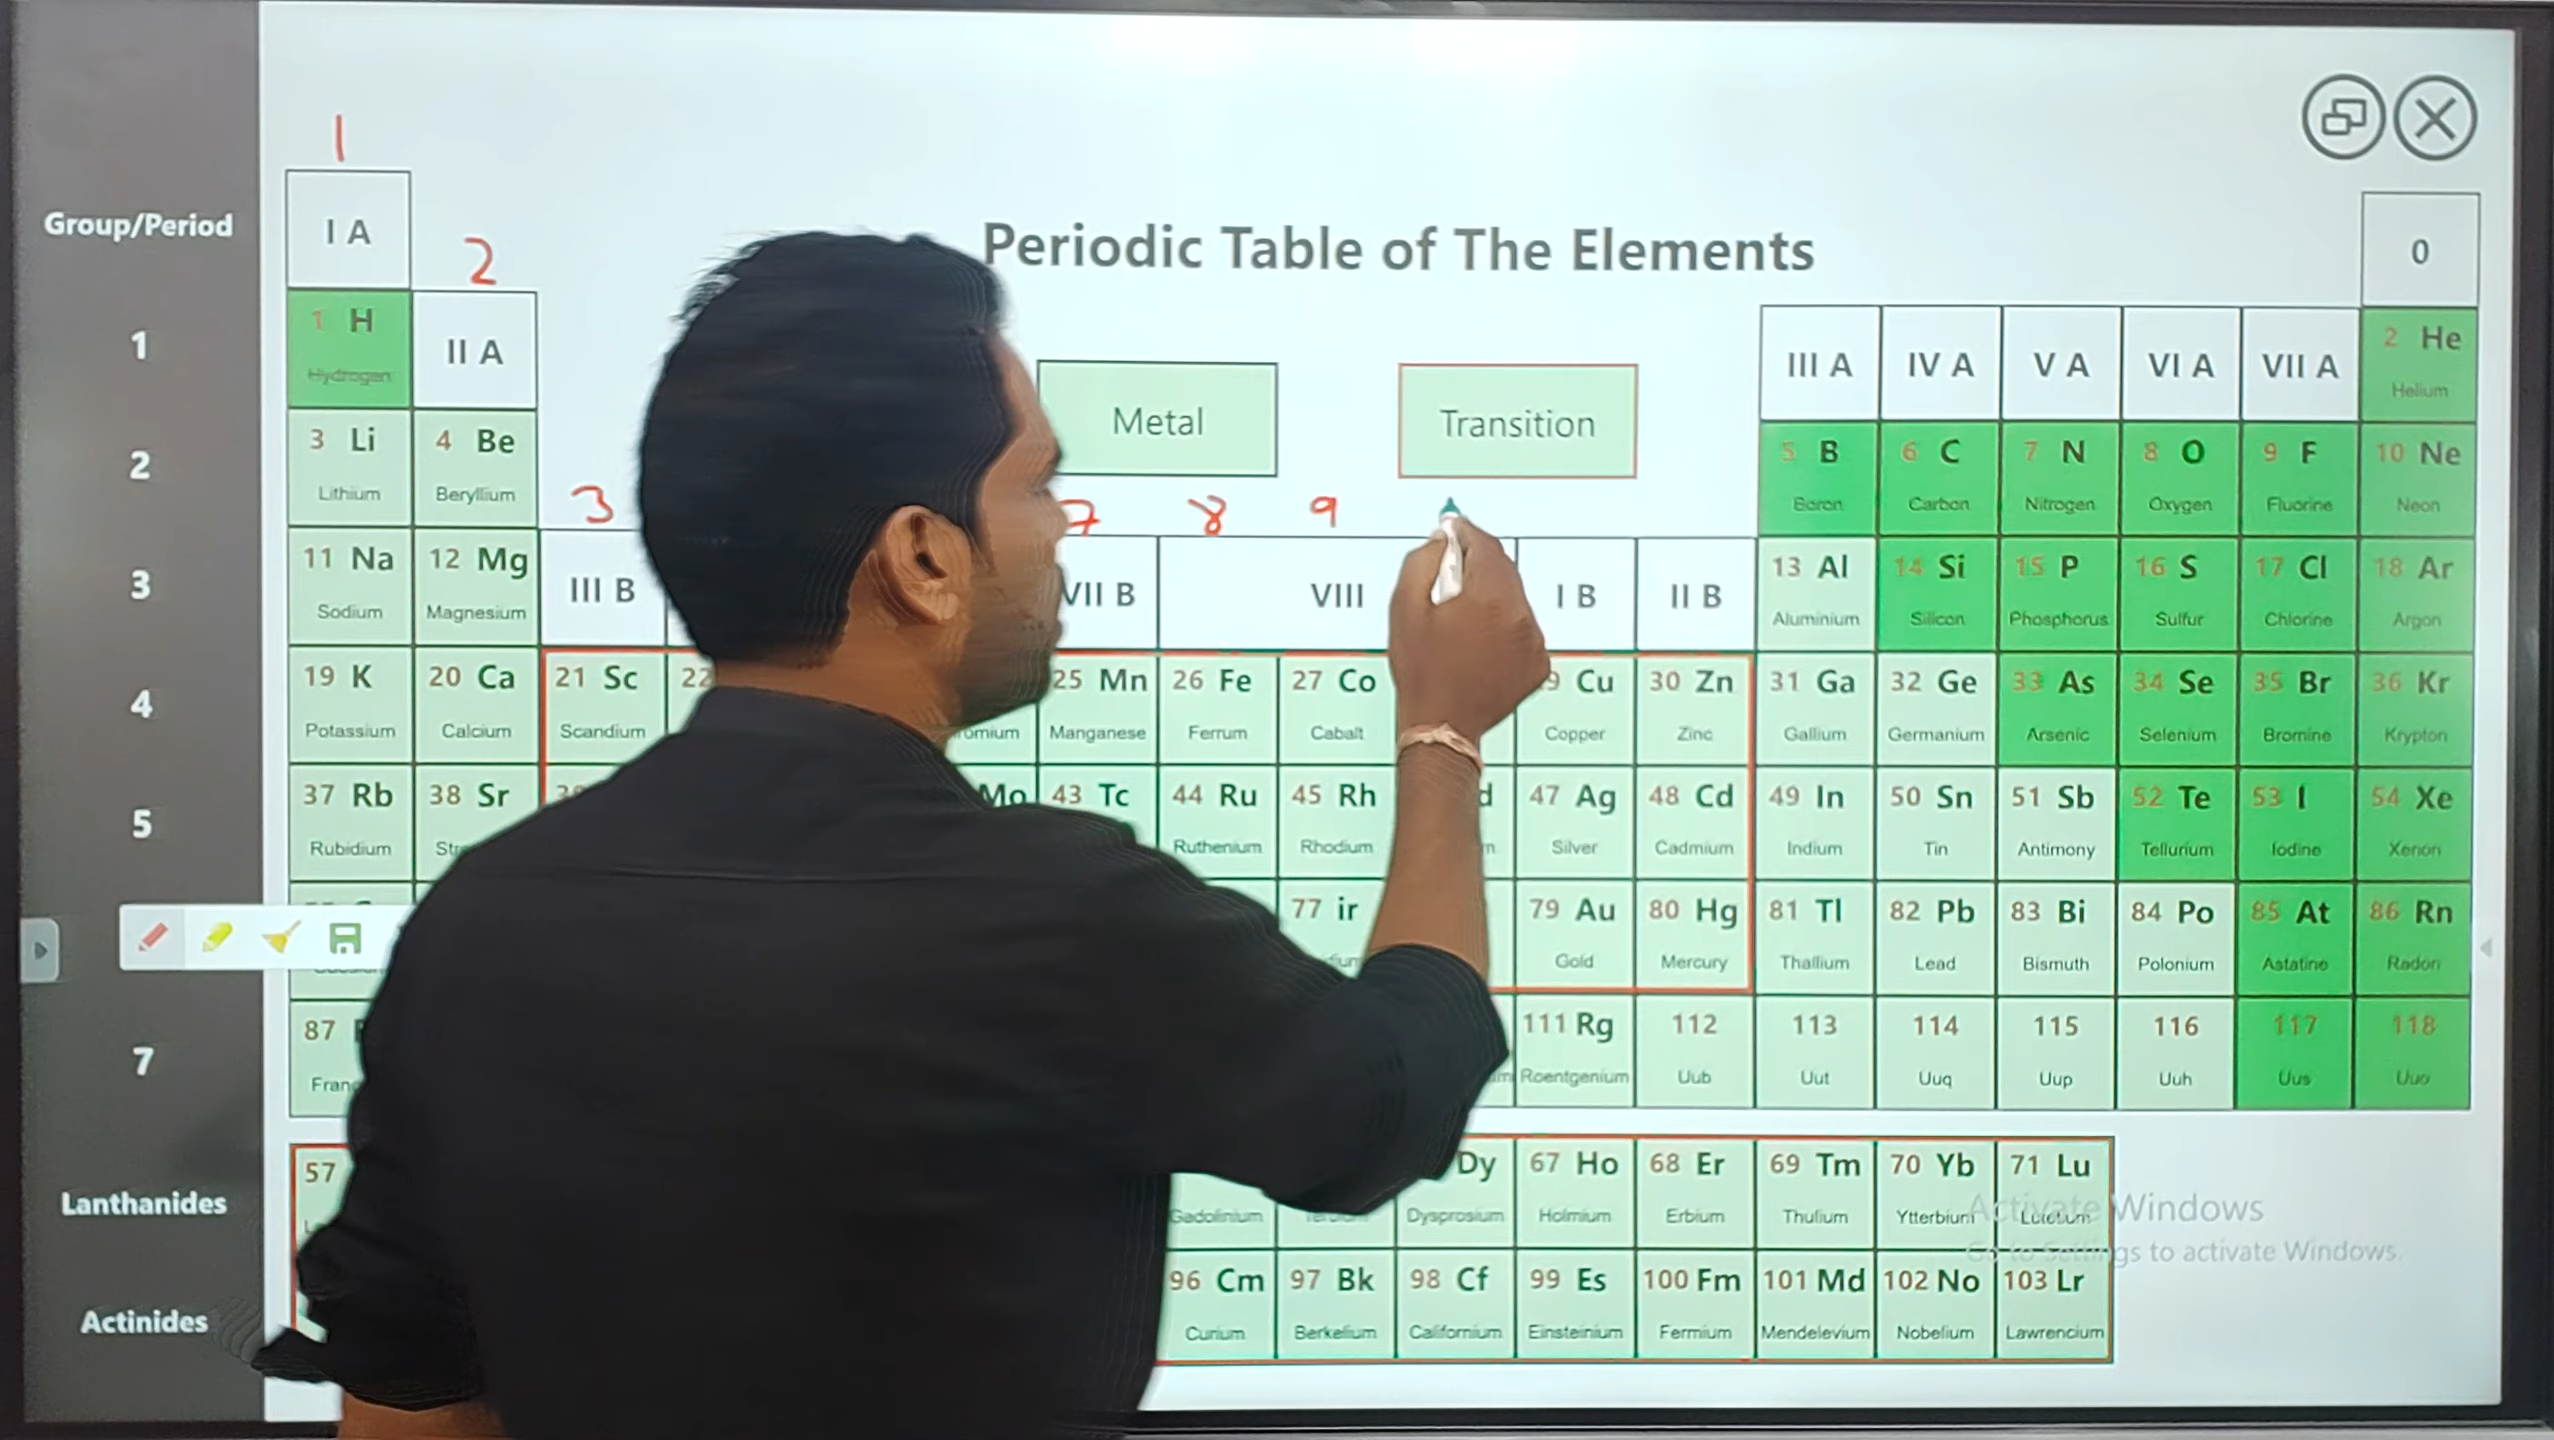 1
Group/Period
I A
2
Periodic Table of The Elements
0
1
1 H
Hydrogen
II A
Metal
Transition
III A
IV A
V A
VI A
VII A
2 He
Helium
2
3 Li
Lithium
4 Be
Beryllium
5 B
Boron
6 C
Carbon
7 N
Nitrogen
8 O
Oxygen
9 F
Fluorine
10 Ne
Neon
3
7
8
9
3
11 Na
Sodium
12 Mg
Magnesium
III B
VII B
VIII
I B
II B
13 Al
Aluminium
14 Si
Silicon
15 P
Phosphorus
16 S
Sulfur
17 Cl
Chlorine
18 Ar
Argon
4
19 K
Potassium
20 Ca
Calcium
21 Sc
Scandium
22
25 Mn
Manganese
26 Fe
Ferrum
27 Co
Cabalt
Cu
Copper
30 Zn
Zinc
31 Ga
Gallium
32 Ge
Germanium
33 As
Arsenic
34 Se
Selenium
35 Br
Bromine
36 Kr
Krypton
5
37 Rb
Rubidium
38 Sr
Mo
43 Tc
44 Ru
Ruthenium
45 Rh
Rhodium
47 Ag
Silver
48 Cd
Cadmium
49 In
Indium
50 Sn
Tin
51 Sb
Antimony
52 Te
Tellurium
53 I
Iodine
54 Xe
Xenon
77 ir
79 Au
Gold
80 Hg
Mercury
81 Tl
Thallium
82 Pb
Lead
83 Bi
Bismuth
84 Po
Polonium
85 At
Astatine
86 Rn
Radon
7
87
111 Rg
Roentgenium
112
Uub
113
Uut
114
Uuq
115
Uup
116
Uuh
117
Uus
118
Uuo
Lanthanides
57
Gadolinium
Dy
Dysprosium
67 Ho
Holmium
68 Er
Erbium
69 Tm
Thulium
70 Yb
Ytterbium
71 Lu
Activate Windows
Go to Settings to activate Windows.
Actinides
96 Cm
Curium
97 Bk
Berkelium
98 Cf
Californium
99 Es
Einsteinium
100 Fm
Fermium
101 Md
Mendelevium
102 No
Nobelium
103 Lr
Lawrencium